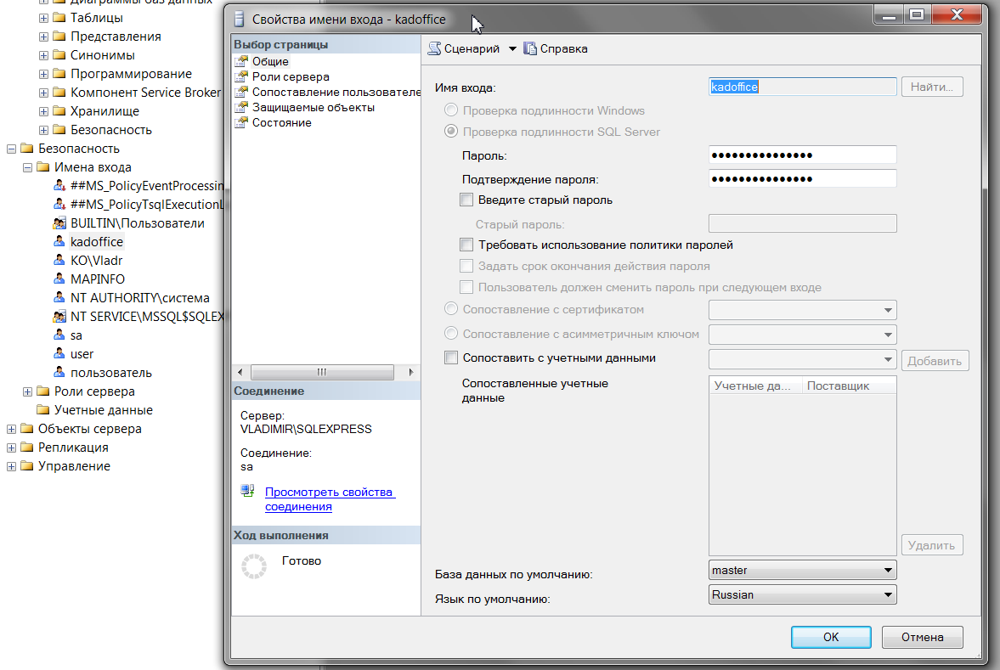 Диаграммы баз данных
Таблицы
Представления
Синонимы
Программирование
Компонент Service Broker
Хранилище
Безопасность
Безопасность
Имена входа
##MS_PolicyEventProcessin
##MS_PolicyTsqlExecutionL
BUILTIN\Пользователи
kadoffice
KO\Vladr
MAPINFO
NT AUTHORITY\система
NT SERVICE\MSSQL$SQLEX
sa
user
пользователь
Роли сервера
Учетные данные
Объекты сервера
Репликация
Управление
Свойства имени входа - kadoffice
Выбор страницы
Общие
Роли сервера
Сопоставление пользователе
Защищаемые объекты
Состояние
Соединение
Сервер:
VLADIMIR\SQLEXPRESS
Соединение:
sa
Просмотреть свойства
соединения
Ход выполнения
Готово
Сценарий Справка
Имя входа: kadoffice Найти...
Проверка подлинности Windows
Проверка подлинности SQL Server
Пароль: ●●●●●●●●●●●●●●●
Подтверждение пароля: ●●●●●●●●●●●●●●●
Введите старый пароль
Старый пароль:
Требовать использование политики паролей
Задать срок окончания действия пароля
Пользователь должен сменить пароль при следующем входе
Сопоставление с сертификатом
Сопоставление с асимметричным ключом
Сопоставить с учетными данными Добавить
Сопоставленные учетные
данные
Учетные да... Поставщик
Удалить
База данных по умолчанию: master
Язык по умолчанию: Russian
OK Отмена